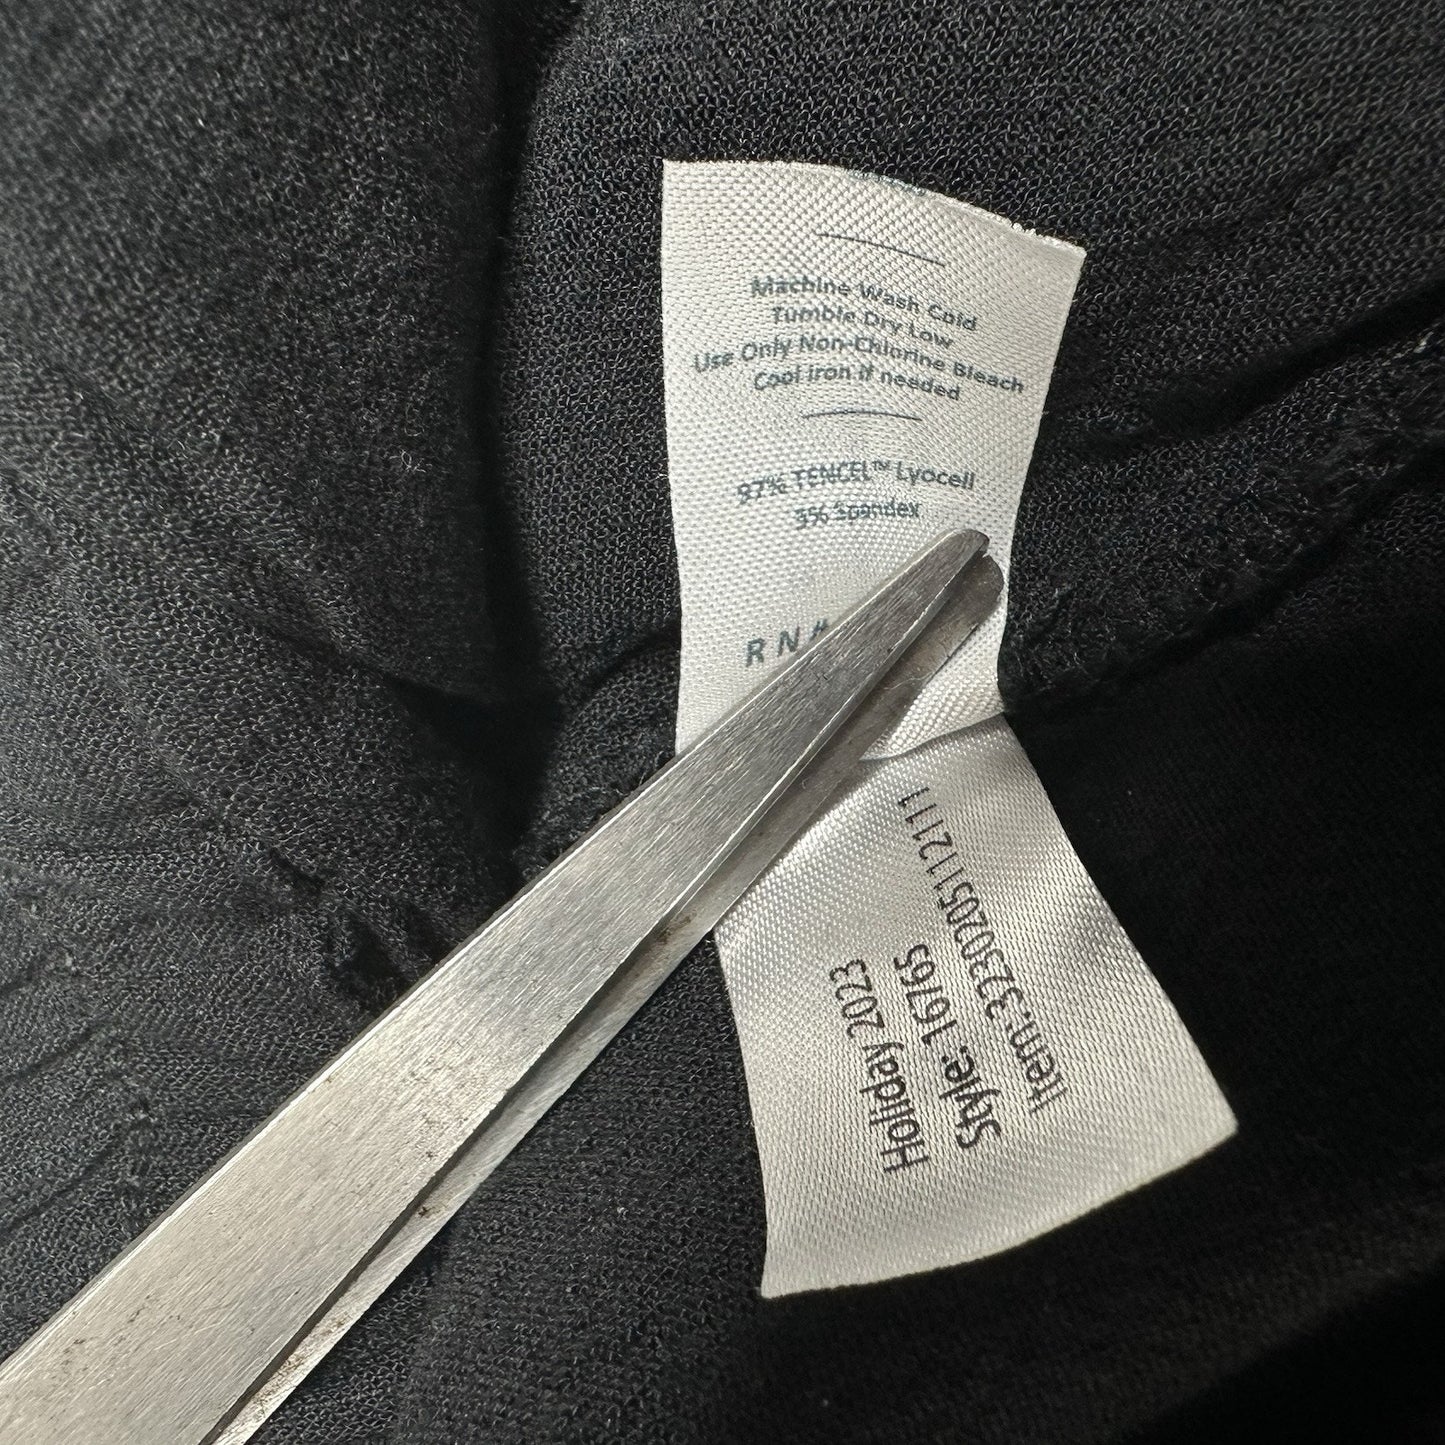 Machine Wash Cold
Tumble Dry Low
Use Only Non-Chlorine Bleach
Cool Iron if needed
97% TENCEL™ Lyocell
3% Spandex
RN#
Holiday 2023
Style: 16765
Item:3230205112111